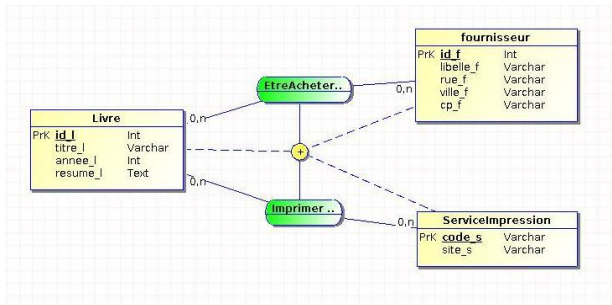 fournisseur
PrK id_f Int
libelle_f Varchar
rue_f Varchar
ville_f Varchar
cp_f Varchar
EtreAcheter..
0,n
0,n
Livre
PrK id_l Int
titre_l Varchar
annee_l Int
resume_l Text
+
0,n
Imprimer ..
0,n
ServiceImpression
PrK code_s Varchar
site_s Varchar